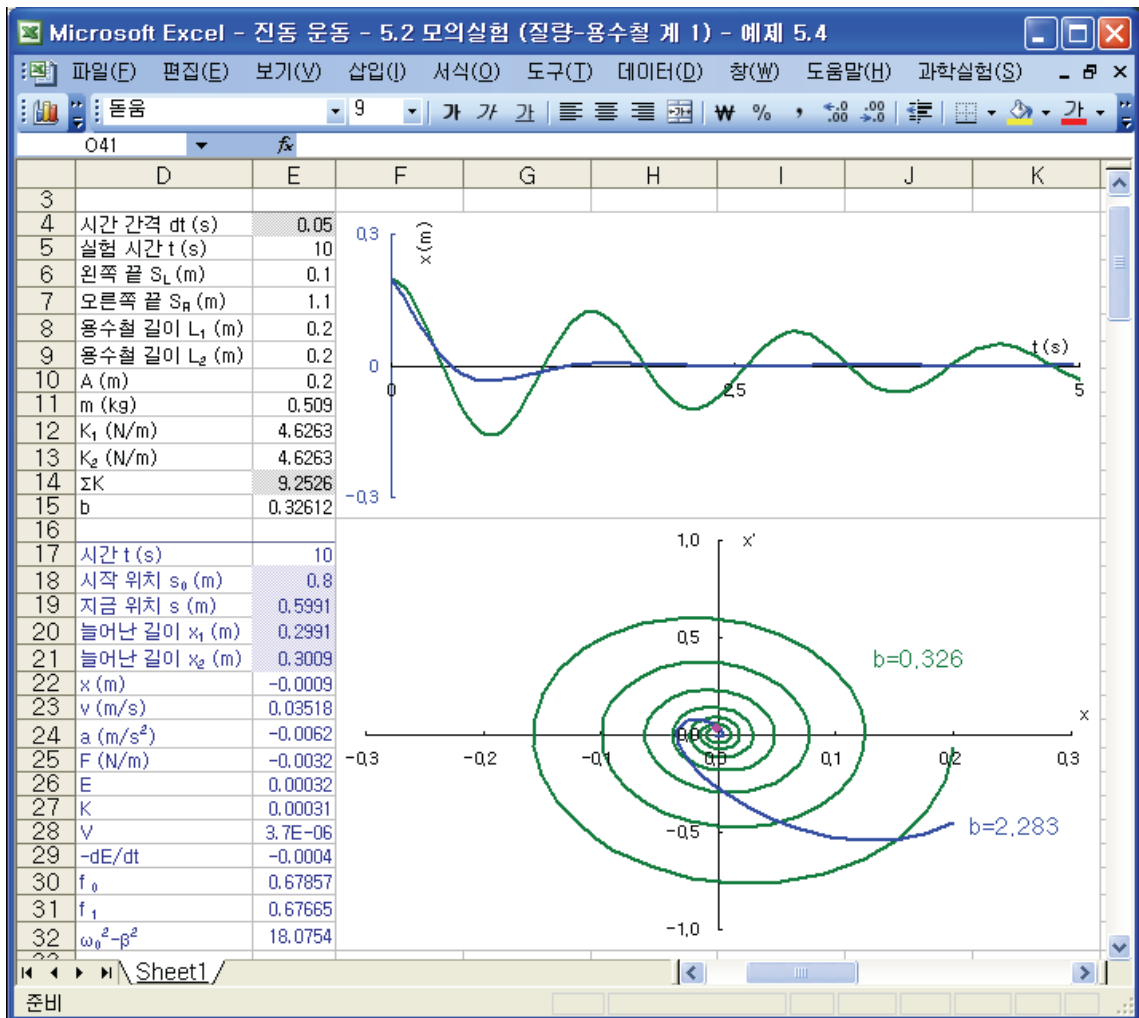 Microsoft Excel - 진동 운동 - 5.2 모의실험 (질량-용수철 계 1) - 예제 5.4
파일(F) 편집(E) 보기(V) 삽입(I) 서식(O) 도구(T) 데이터(D) 창(W) 도움말(H) 과학실험(S)
돋움 9 가 가 가 ₩ % , 가
O41 fx
D E F G H I J K
3
4 시간 간격 dt (s) 0.05
5 실험 시간 t (s) 10
6 왼쪽 끝 S_L (m) 0.1
7 오른쪽 끝 S_R (m) 1.1
8 용수철 길이 L₁ (m) 0.2
9 용수철 길이 L₂ (m) 0.2
10 A (m) 0.2
11 m (kg) 0.509
12 K₁ (N/m) 4.6263
13 K₂ (N/m) 4.6263
14 ΣK 9.2526
15 b 0.32612
16
17 시간 t (s) 10
18 시작 위치 s₀ (m) 0.8
19 지금 위치 s (m) 0.5991
20 늘어난 길이 x₁ (m) 0.2991
21 늘어난 길이 x₂ (m) 0.3009
22 x (m) -0.0009
23 v (m/s) 0.03518
24 a (m/s²) -0.0062
25 F (N/m) -0.0032
26 E 0.00032
27 K 0.00031
28 V 3.7E-06
29 -dE/dt -0.0004
30 f₀ 0.67857
31 f₁ 0.67665
32 ω₀²-β² 18.0754
0,3 x (m)
t (s)
0
0 2,5 5
-0,3
1,0 x'
0,5
b=0,326
x
0,0
-0,3 -0,2 -0,1 0,0 0,1 0,2 0,3
-0,5 b=2,283
-1,0
Sheet1
준비